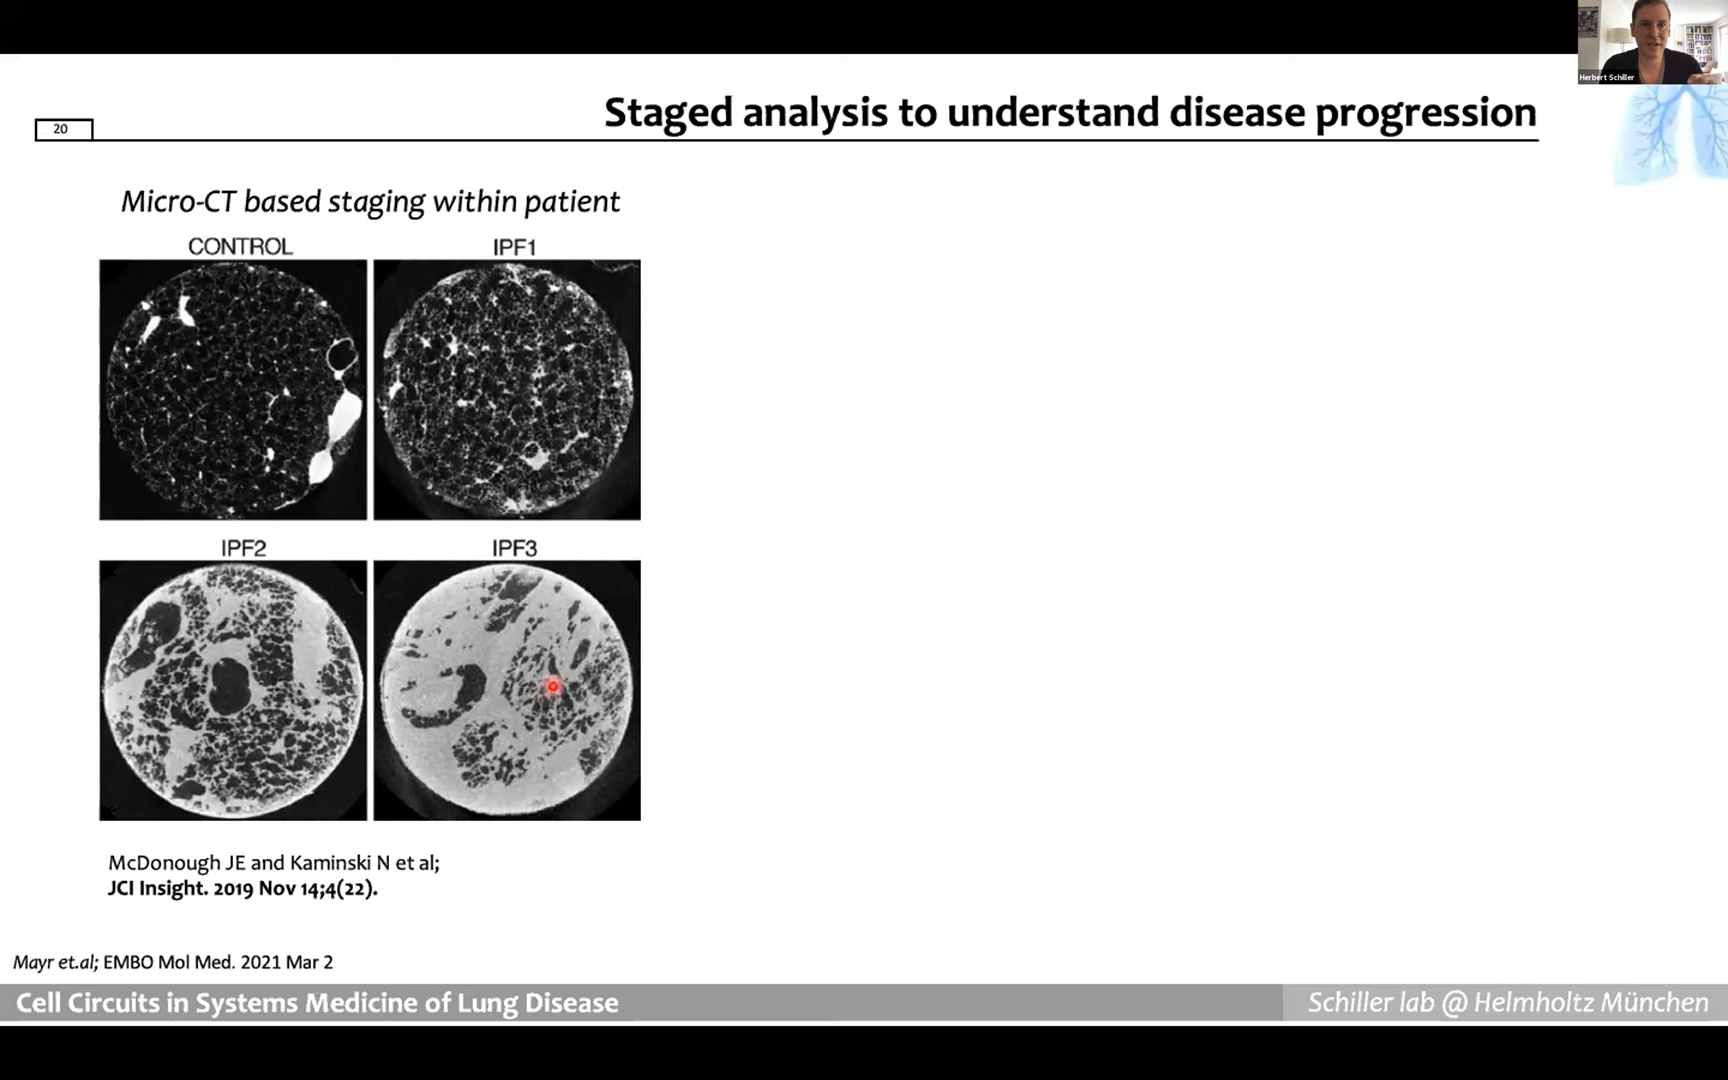 Herbert Schiller
Staged analysis to understand disease progression
20
Micro-CT based staging within patient
CONTROL
IPF1
IPF2
IPF3
McDonough JE and Kaminski N et al;
JCI Insight. 2019 Nov 14;4(22).
Mayr et.al; EMBO Mol Med. 2021 Mar 2
Cell Circuits in Systems Medicine of Lung Disease
Schiller lab @ Helmholtz München